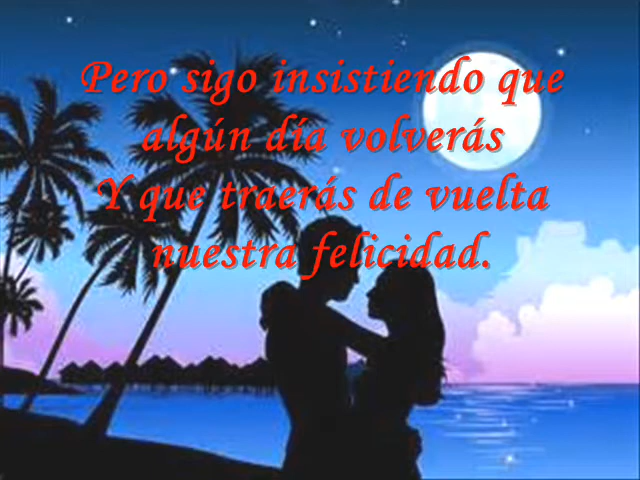 Pero sigo insistiendo que
algún día volverás
Y que traerás de vuelta
nuestra felicidad.